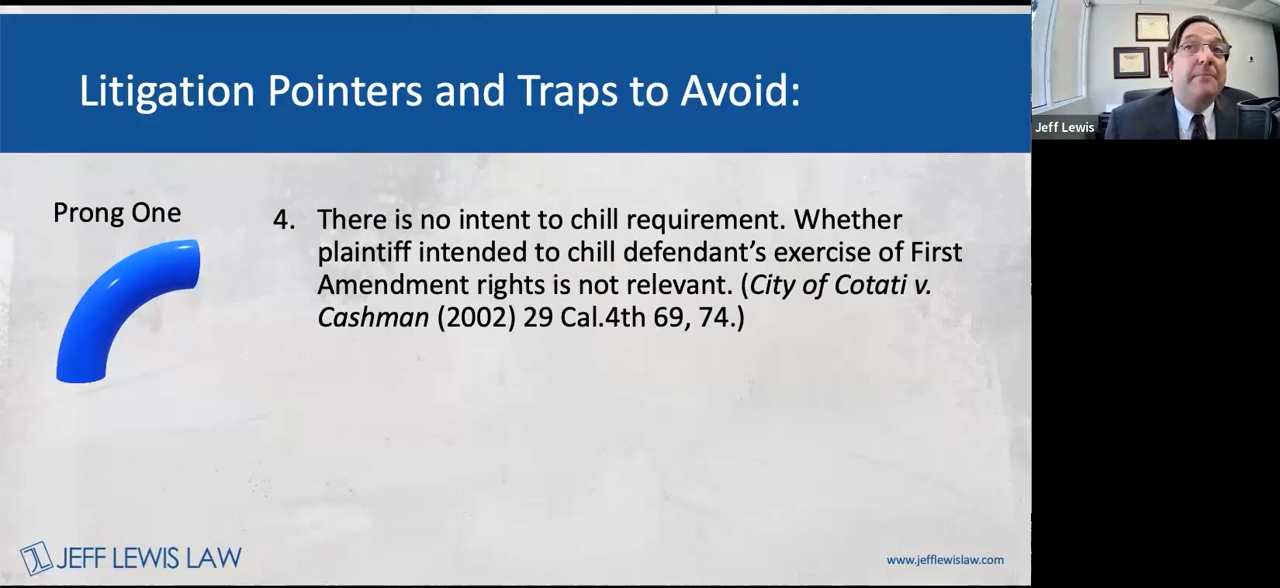 Litigation Pointers and Traps to Avoid:
Jeff Lewis
Prong One
4. There is no intent to chill requirement. Whether
plaintiff intended to chill defendant’s exercise of First
Amendment rights is not relevant. (City of Cotati v.
Cashman (2002) 29 Cal.4th 69, 74.)
JEFF LEWIS LAW
www.jefflewislaw.com